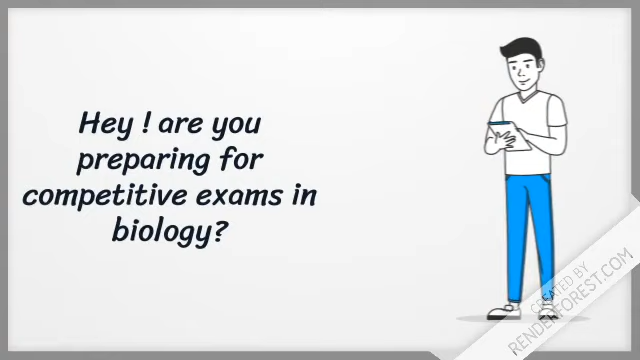 Hey ! are you
preparing for
competitive exams in
biology?
CREATED BY
RENDERFOREST.COM